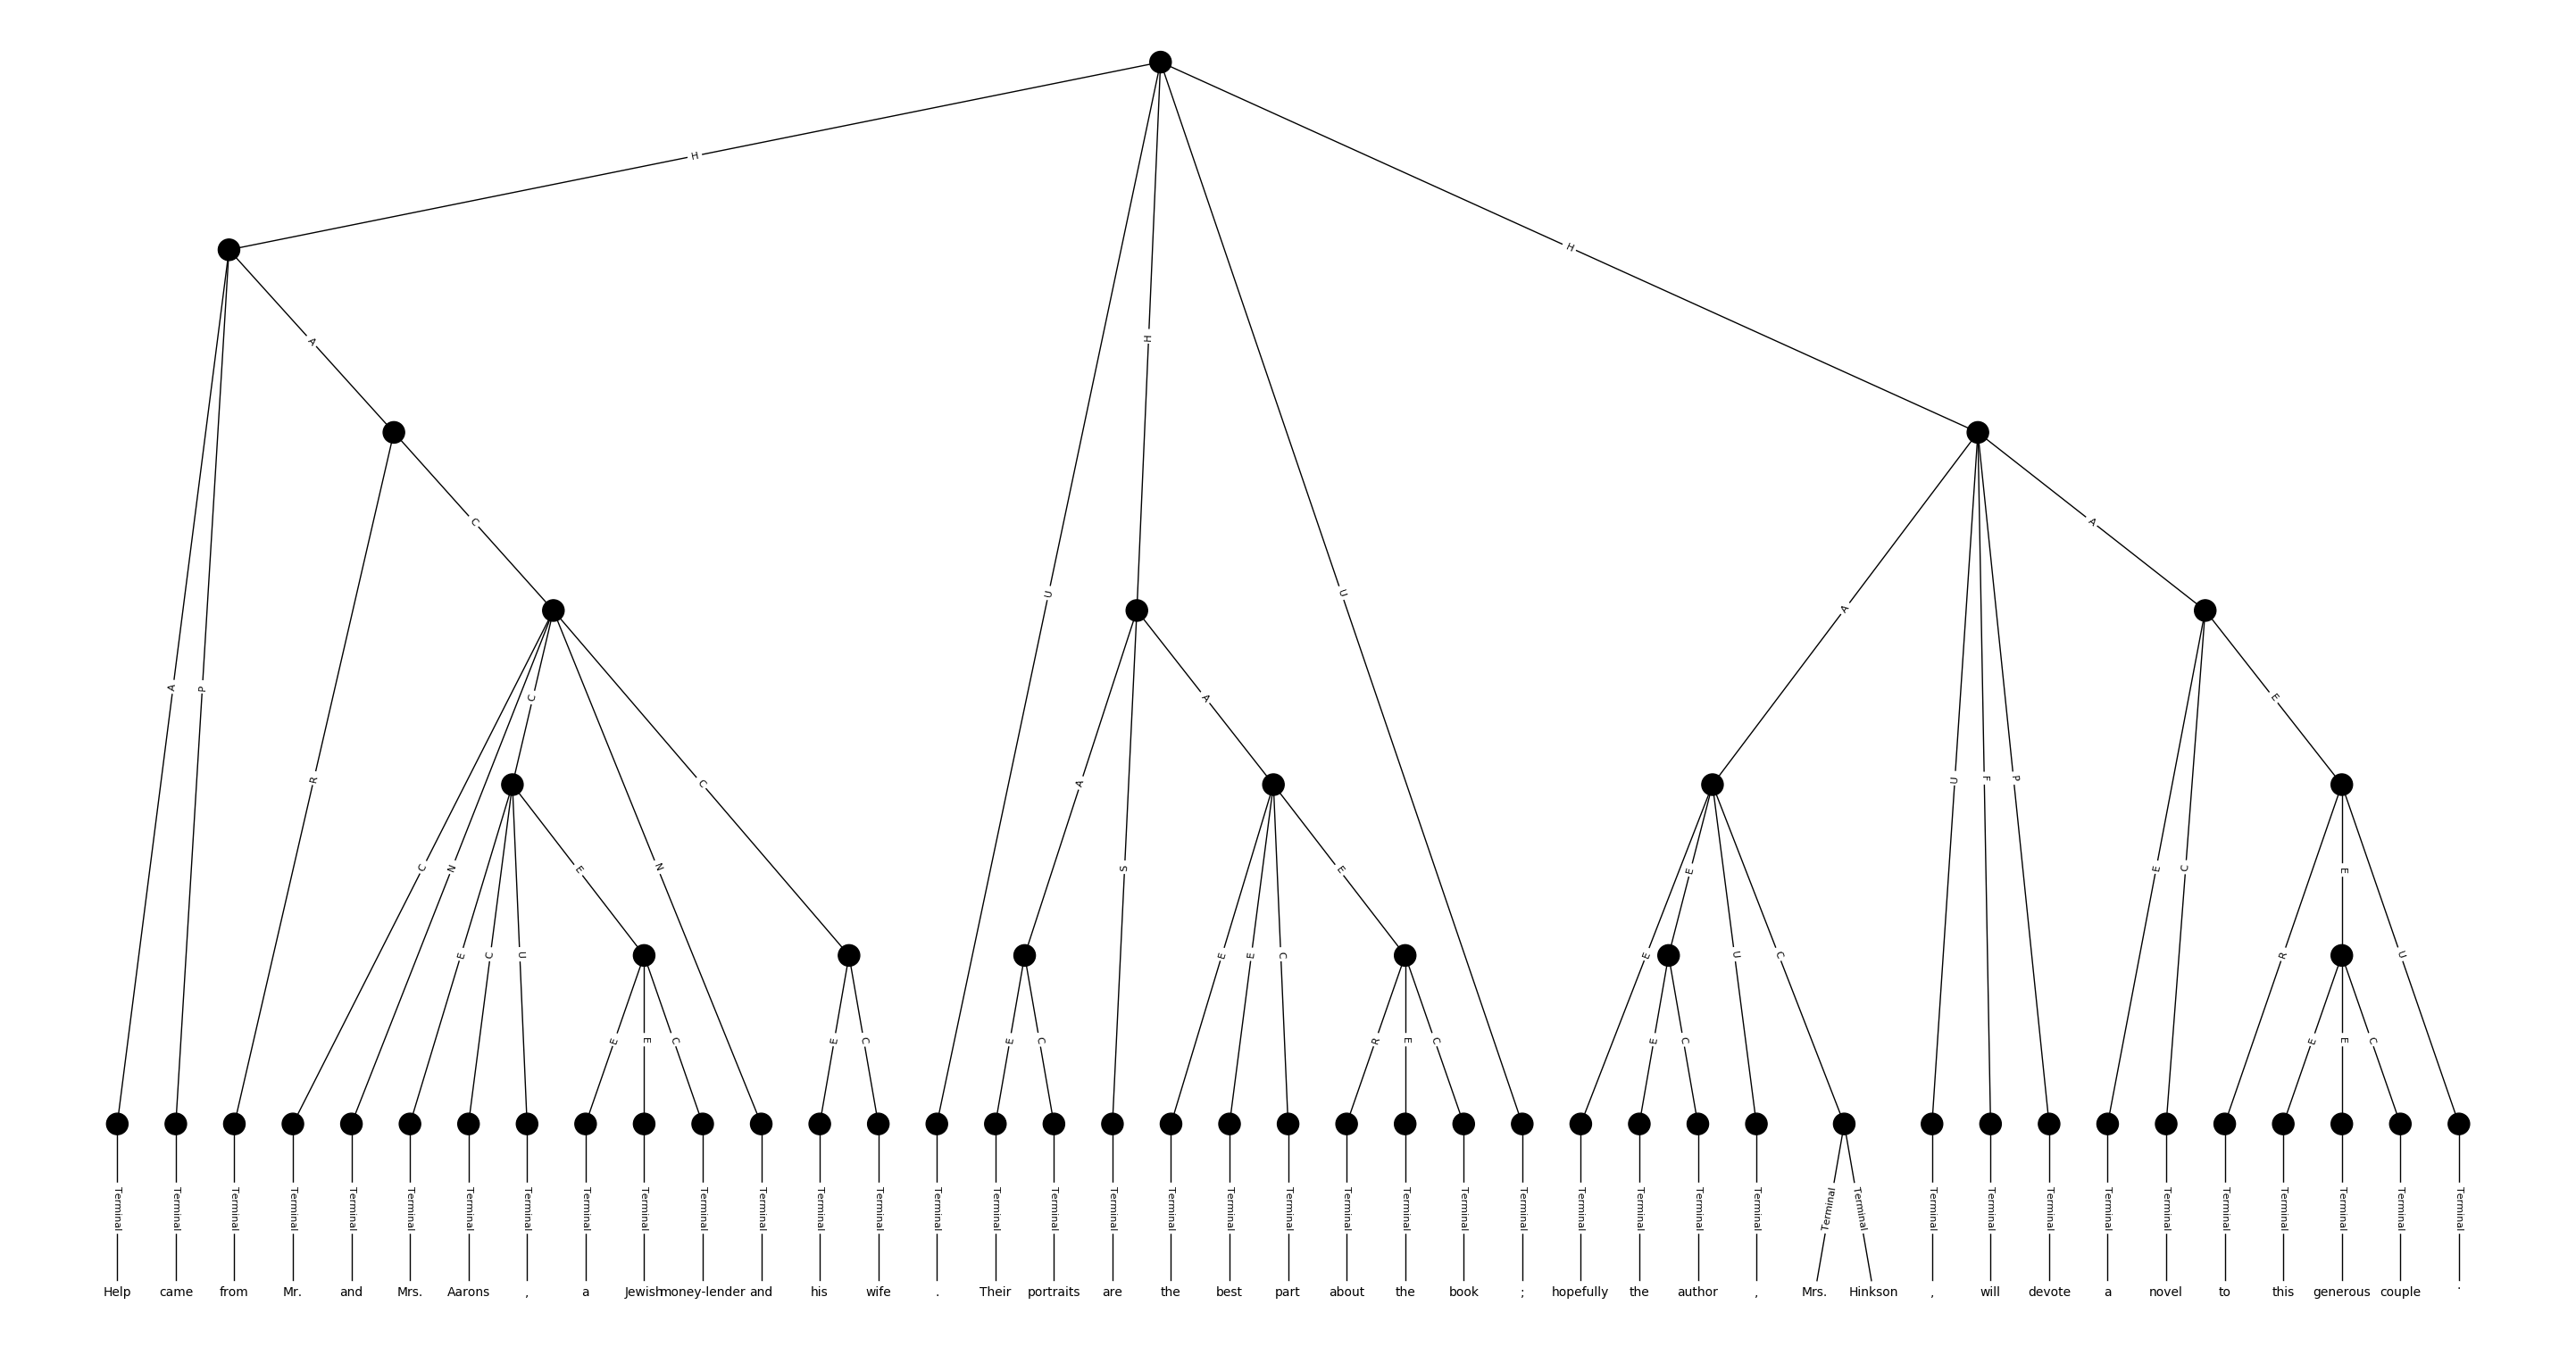 H
A
H
H
A
C
A
U
A
P
C
A
E
R
U
F
P
C
N
N
C
A
S
E
E
C
E
E
E
R
U
E
C
U
E
E
C
E
U
C
E
E
C
E
C
E
C
R
E
C
E
C
E
E
C
Terminal Terminal Terminal Terminal Terminal Terminal Terminal Terminal Terminal Terminal Terminal Terminal Terminal Terminal Terminal Terminal Terminal Terminal Terminal Terminal Terminal Terminal Terminal Terminal Terminal Terminal Terminal Terminal Terminal Terminal Terminal Terminal Terminal Terminal Terminal Terminal Terminal Terminal Terminal Terminal Terminal
Help came from Mr. and Mrs. Aarons , a Jewish money-lender and his wife . Their portraits are the best part about the book ; hopefully the author , Mrs. Hinkson , will devote a novel to this generous couple .